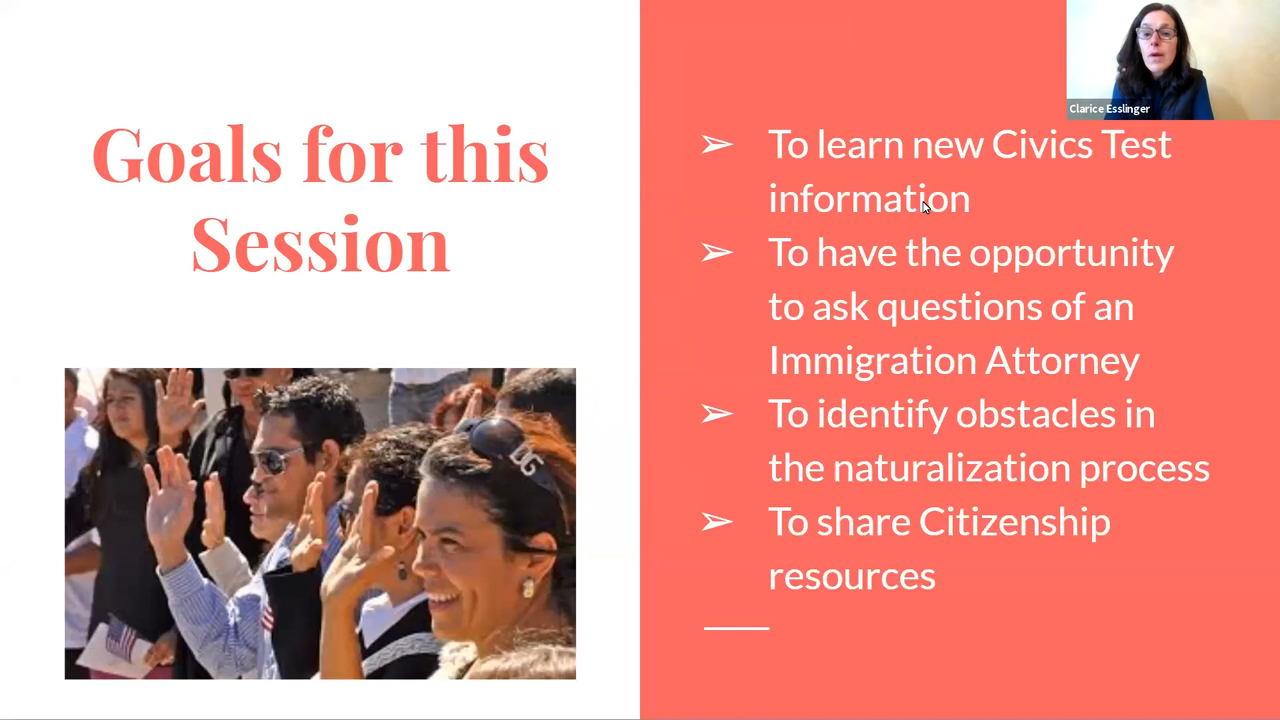 Goals for this
Session
Clarice Esslinger
➢ To learn new Civics Test
information
➢ To have the opportunity
to ask questions of an
Immigration Attorney
➢ To identify obstacles in
the naturalization process
➢ To share Citizenship
resources
DG